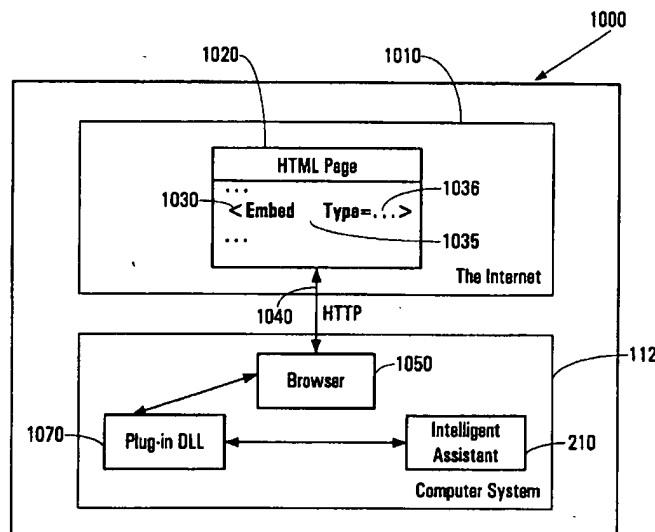 1000
1020
1010
HTML Page
...
1036
1030
<Embed Type=...>
1035
...
The Internet
1040
HTTP
112
Browser
1050
1070
Plug-in DLL
Intelligent
Assistant
210
Computer System